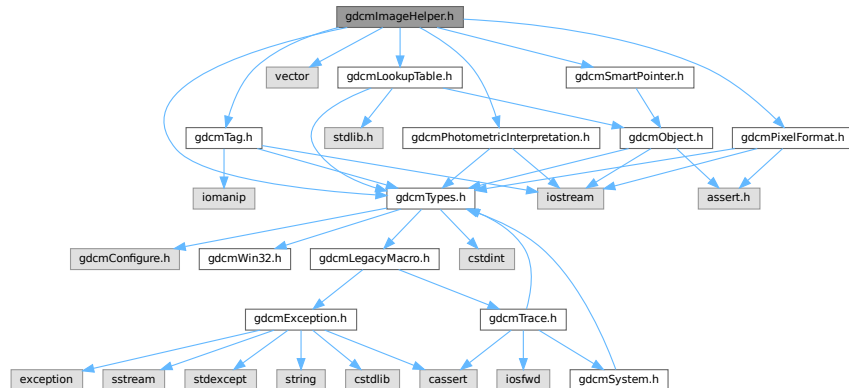 gdcmImageHelper.h
vector
gdcmLookupTable.h
gdcmSmartPointer.h
gdcmTag.h
stdlib.h
gdcmPhotometricInterpretation.h
gdcmObject.h
gdcmPixelFormat.h
iomanip
gdcmTypes.h
iostream
assert.h
gdcmConfigure.h
gdcmWin32.h
gdcmLegacyMacro.h
cstdint
gdcmException.h
gdcmTrace.h
exception
sstream
stdexcept
string
cstdlib
cassert
iosfwd
gdcmSystem.h